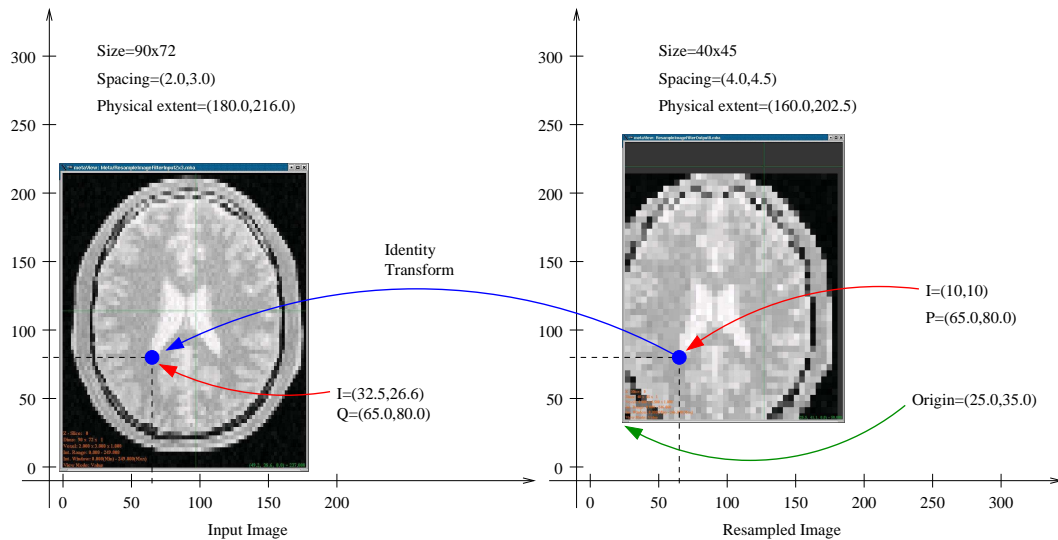 Size=90x72
Spacing=(2.0,3.0)
Physical extent=(180.0,216.0)
300
250
200
150
100
50
0
0
50
100
150
200
Input Image
I=(32.5,26.6)
Q=(65.0,80.0)
Identity
Transform
Size=40x45
Spacing=(4.0,4.5)
Physical extent=(160.0,202.5)
300
250
200
150
100
50
0
0
50
100
150
200
250
300
Resampled Image
I=(10,10)
P=(65.0,80.0)
Origin=(25.0,35.0)